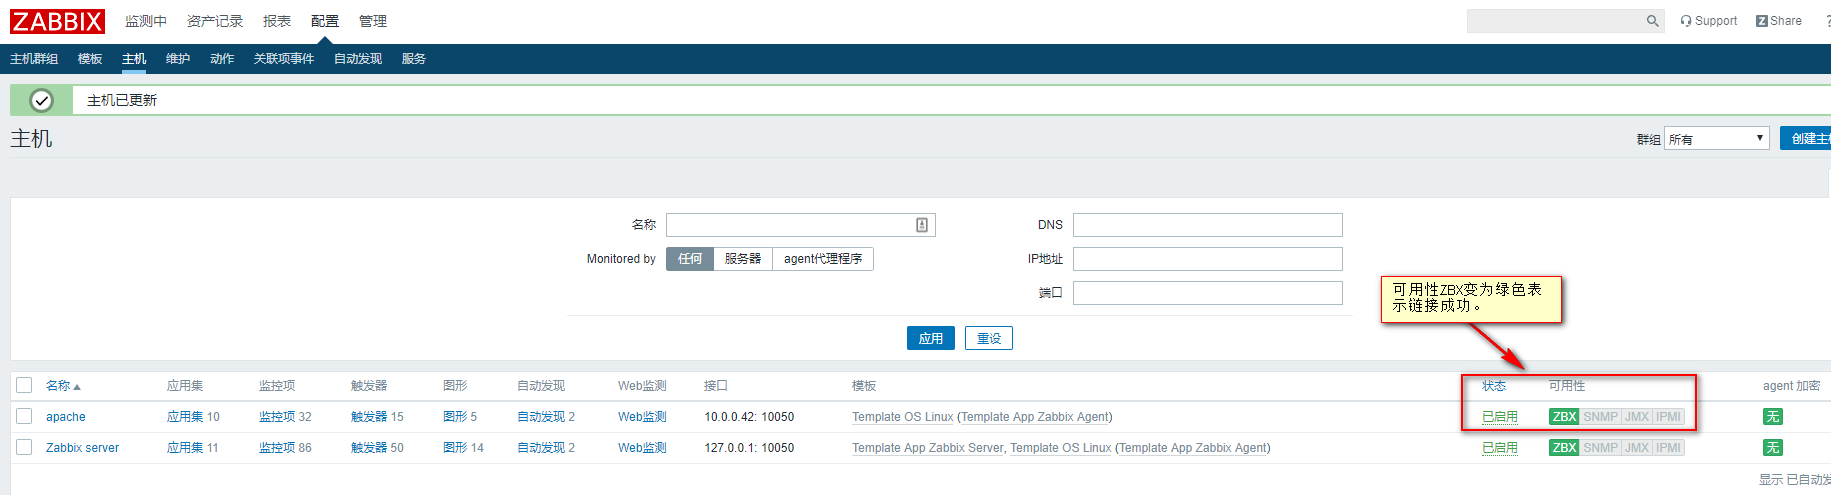 ZABBIX 监测中 资产记录 报表 配置 管理 Support Z Share ?
主机群组 模板 主机 维护 动作 关联项事件 自动发现 服务
主机已更新
主机
群组 所有 创建主机
名称 DNS
Monitored by 任何 服务器 agent代理程序 IP地址
端口
可用性ZBX变为绿色表
示链接成功。
应用 重设
名称 应用集 监控项 触发器 图形 自动发现 Web监测 接口 模板 状态 可用性 agent 加密
apache 应用集 10 监控项 32 触发器 15 图形 5 自动发现 2 Web监测 10.0.0.42: 10050 Template OS Linux (Template App Zabbix Agent) 已启用 ZBX SNMP JMX IPMI 无
Zabbix server 应用集 11 监控项 86 触发器 50 图形 14 自动发现 2 Web监测 127.0.0.1: 10050 Template App Zabbix Server, Template OS Linux (Template App Zabbix Agent) 已启用 ZBX SNMP JMX IPMI 无
显示 已自动发